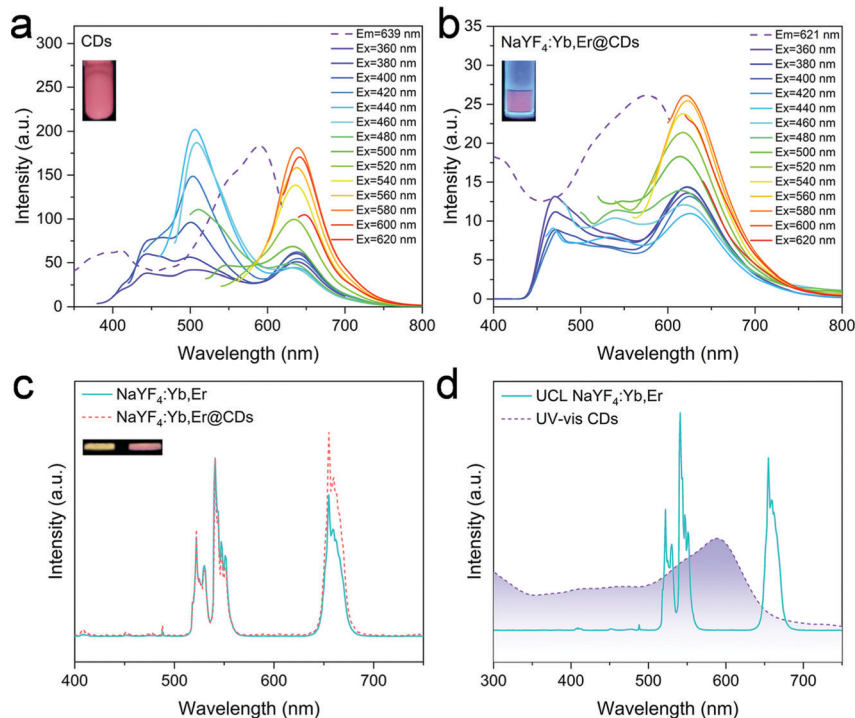 a
CDs
Em=639 nm
Ex=360 nm
Ex=380 nm
Ex=400 nm
Ex=420 nm
Ex=440 nm
Ex=460 nm
Ex=480 nm
Ex=500 nm
Ex=520 nm
Ex=540 nm
Ex=560 nm
Ex=580 nm
Ex=600 nm
Ex=620 nm
300
250
200
150
100
50
0
Intensity (a.u.)
400 500 600 700 800
Wavelength (nm)
b
NaYF₄:Yb,Er@CDs
Em=621 nm
Ex=360 nm
Ex=380 nm
Ex=400 nm
Ex=420 nm
Ex=440 nm
Ex=460 nm
Ex=480 nm
Ex=500 nm
Ex=520 nm
Ex=540 nm
Ex=560 nm
Ex=580 nm
Ex=600 nm
Ex=620 nm
35
30
25
20
15
10
5
0
Intensity (a.u.)
400 500 600 700 800
Wavelength (nm)
c
NaYF₄:Yb,Er
NaYF₄:Yb,Er@CDs
Intensity (a.u.)
400 500 600 700
Wavelength (nm)
d
UCL NaYF₄:Yb,Er
UV-vis CDs
Intensity (a.u.)
300 400 500 600 700
Wavelength (nm)